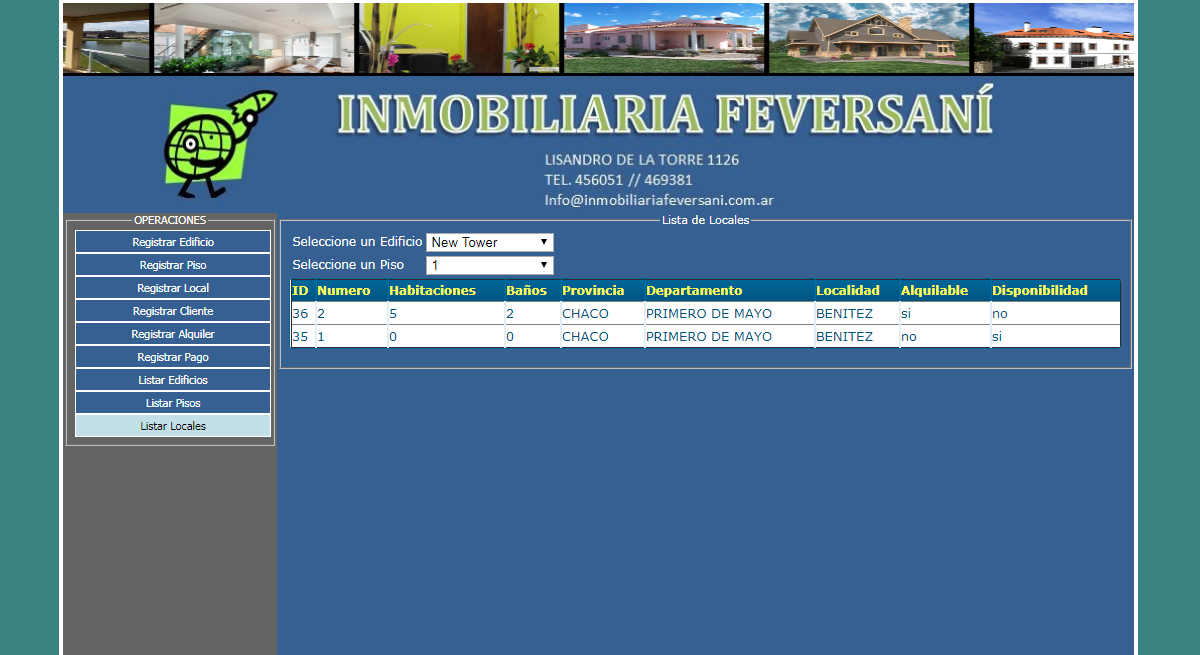 INMOBILIARIA FEVERSANÍ
LISANDRO DE LA TORRE 1126
TEL. 456051 // 469381
Info@inmobiliariafeversani.com.ar
OPERACIONES
Registrar Edificio
Registrar Piso
Registrar Local
Registrar Cliente
Registrar Alquiler
Registrar Pago
Listar Edificios
Listar Pisos
Listar Locales
Lista de Locales
Seleccione un Edificio New Tower
Seleccione un Piso 1
ID Numero Habitaciones Baños Provincia Departamento Localidad Alquilable Disponibilidad
36 2 5 2 CHACO PRIMERO DE MAYO BENITEZ si no
35 1 0 0 CHACO PRIMERO DE MAYO BENITEZ no si